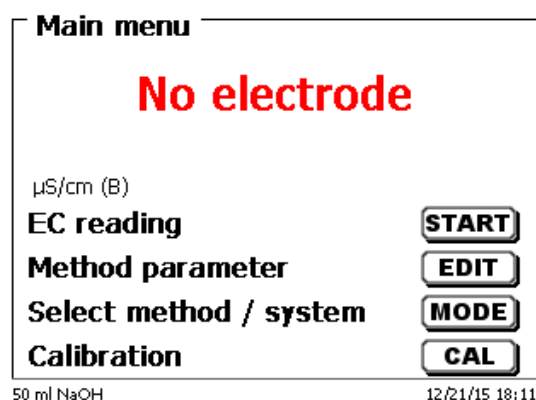 Main menu
No electrode
µS/cm (B)
EC reading START
Method parameter EDIT
Select method / system MODE
Calibration CAL
50 ml NaOH 12/21/15 18:11